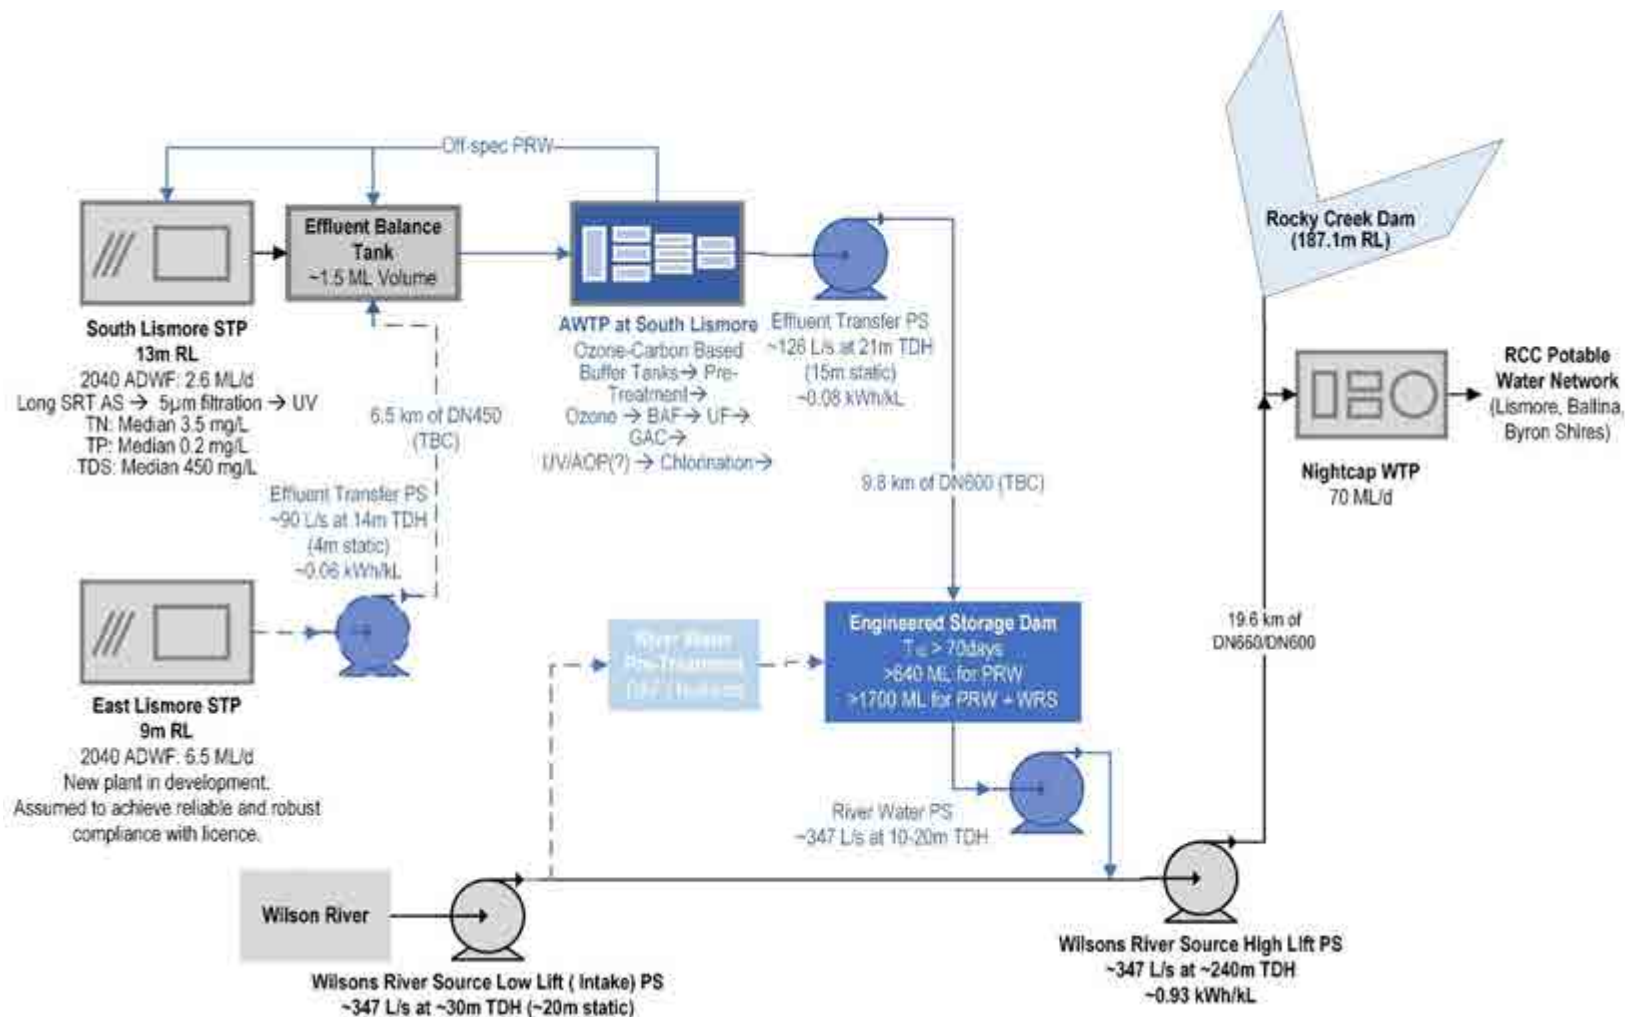 Off-spec PRW
Effluent Balance
Tank
~1.5 ML Volume
South Lismore STP
13m RL
2040 ADWF: 2.6 ML/d
Long SRT AS → 5µm filtration → UV
TN: Median 3.5 mg/L
TP: Median 0.2 mg/L
TDS: Median 450 mg/L
AWTP at South Lismore
Ozone-Carbon Based
Buffer Tanks → Pre-
Treatment →
Ozone → BAF → UF →
GAC →
UV/AOP(?) → Chlorination →
Effluent Transfer PS
~126 L/s at 21m TDH
(15m static)
~0.08 kWh/kL
6.5 km of DN450
(TBC)
Effluent Transfer PS
~90 L/s at 14m TDH
(4m static)
~0.06 kWh/kL
9.8 km of DN600 (TBC)
East Lismore STP
9m RL
2040 ADWF: 6.5 ML/d
New plant in development.
Assumed to achieve reliable and robust
compliance with licence.
River Water
Pre-Treatment
Engineered Storage Dam
> 70days
>640 ML for PRW
>1700 ML for PRW + WRS
River Water PS
~347 L/s at 10-20m TDH
Wilson River
Wilsons River Source Low Lift ( Intake) PS
~347 L/s at ~30m TDH (~20m static)
Wilsons River Source High Lift PS
~347 L/s at ~240m TDH
~0.93 kWh/kL
19.6 km of
DN660/DN600
Rocky Creek Dam
(187.1m RL)
Nightcap WTP
70 ML/d
RCC Potable
Water Network
(Lismore, Ballina,
Byron Shires)